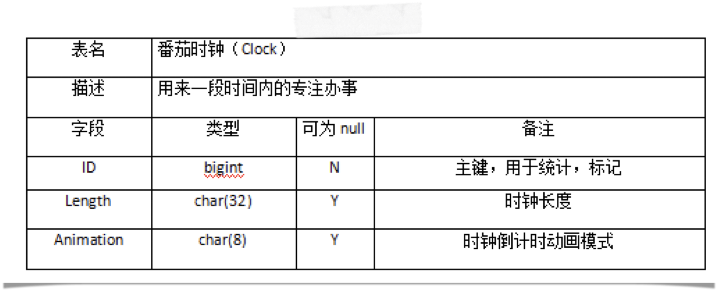 表名 番茄时钟（Clock）
描述 用来一段时间内的专注办事
字段 类型 可为 null 备注
ID bigint N 主键，用于统计，标记
Length char(32) Y 时钟长度
Animation char(8) Y 时钟倒计时动画模式